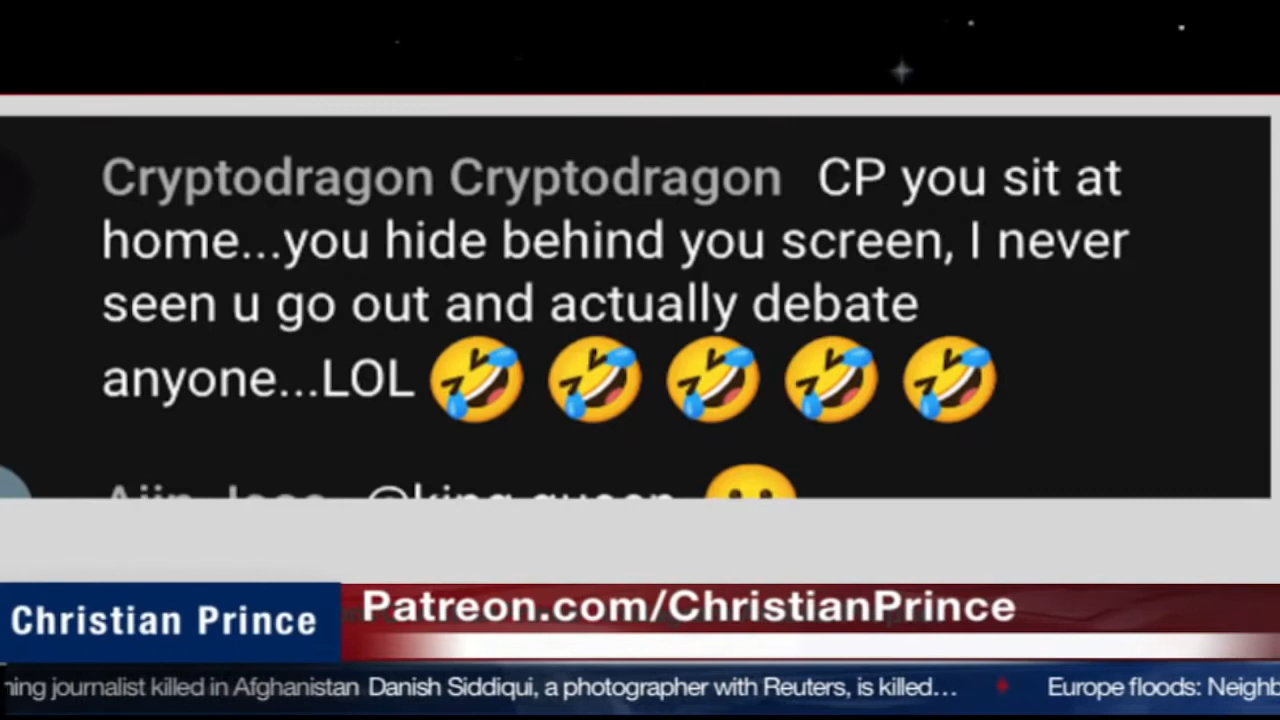 Cryptodragon Cryptodragon CP you sit at
home...you hide behind you screen, I never
seen u go out and actually debate
anyone...LOL 🤣 🤣 🤣 🤣 🤣
@king queen
Christian Prince
Patreon.com/ChristianPrince
journalist killed in Afghanistan Danish Siddiqui, a photographer with Reuters, is killed... Europe floods: